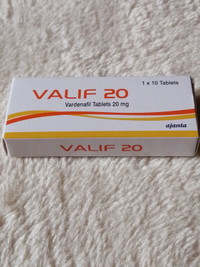 1 x 10 Tablets
VALIF 20
Vardenafil Tablets 20 mg
ajanta
VALIF 20